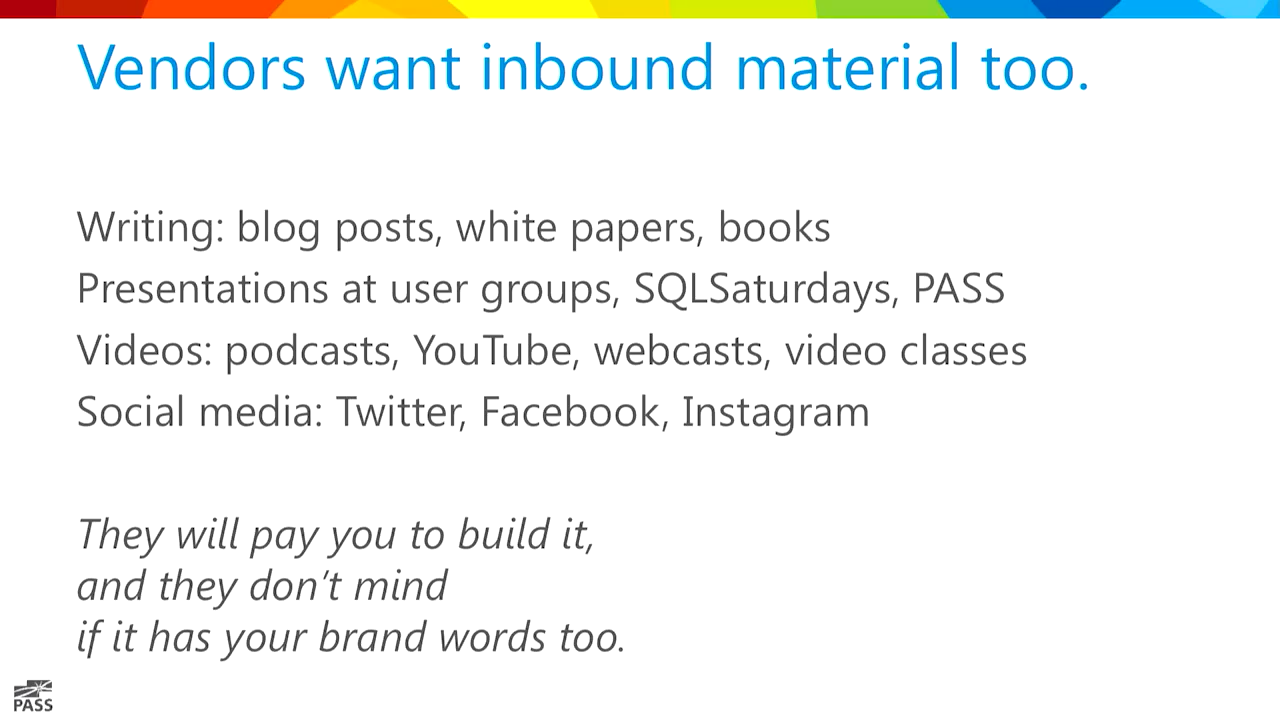 Vendors want inbound material too.
Writing: blog posts, white papers, books
Presentations at user groups, SQLSaturdays, PASS
Videos: podcasts, YouTube, webcasts, video classes
Social media: Twitter, Facebook, Instagram
They will pay you to build it,
and they don’t mind
if it has your brand words too.
PASS